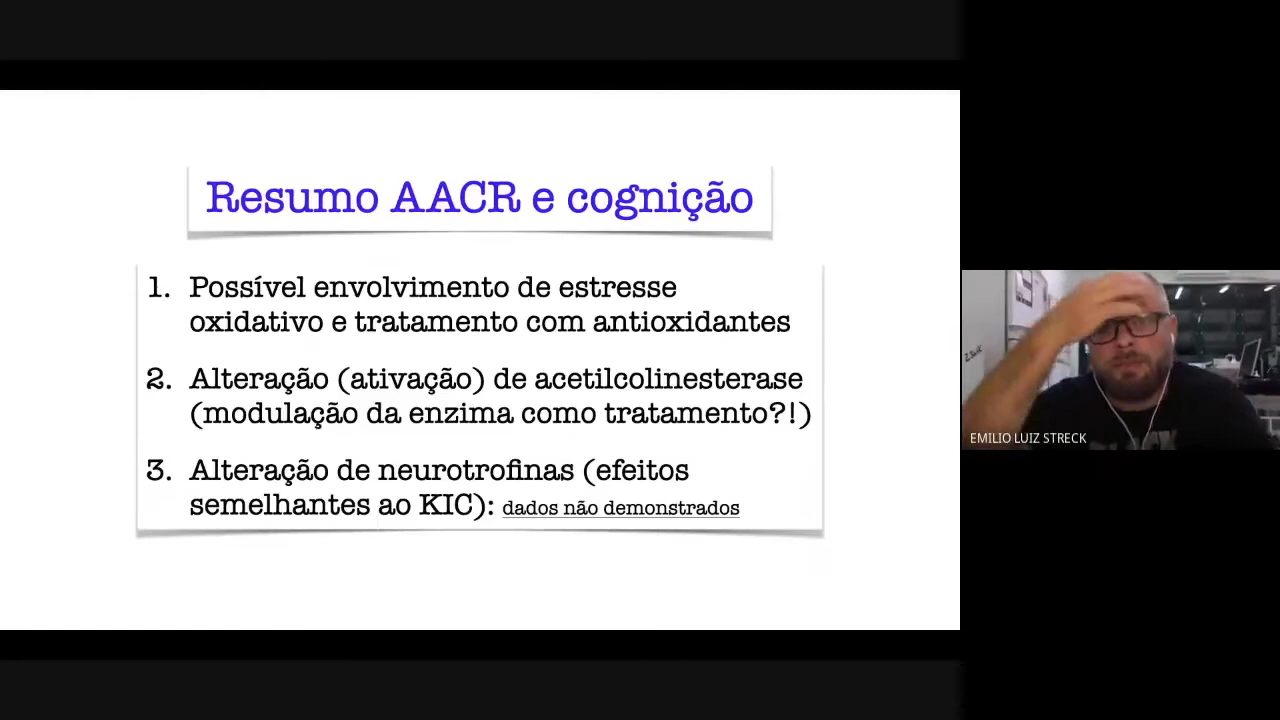 Resumo AACR e cognição
1. Possível envolvimento de estresse
oxidativo e tratamento com antioxidantes
2. Alteração (ativação) de acetilcolinesterase
(modulação da enzima como tratamento?!)
3. Alteração de neurotrofinas (efeitos
semelhantes ao KIC): dados não demonstrados
EMILIO LUIZ STRECK